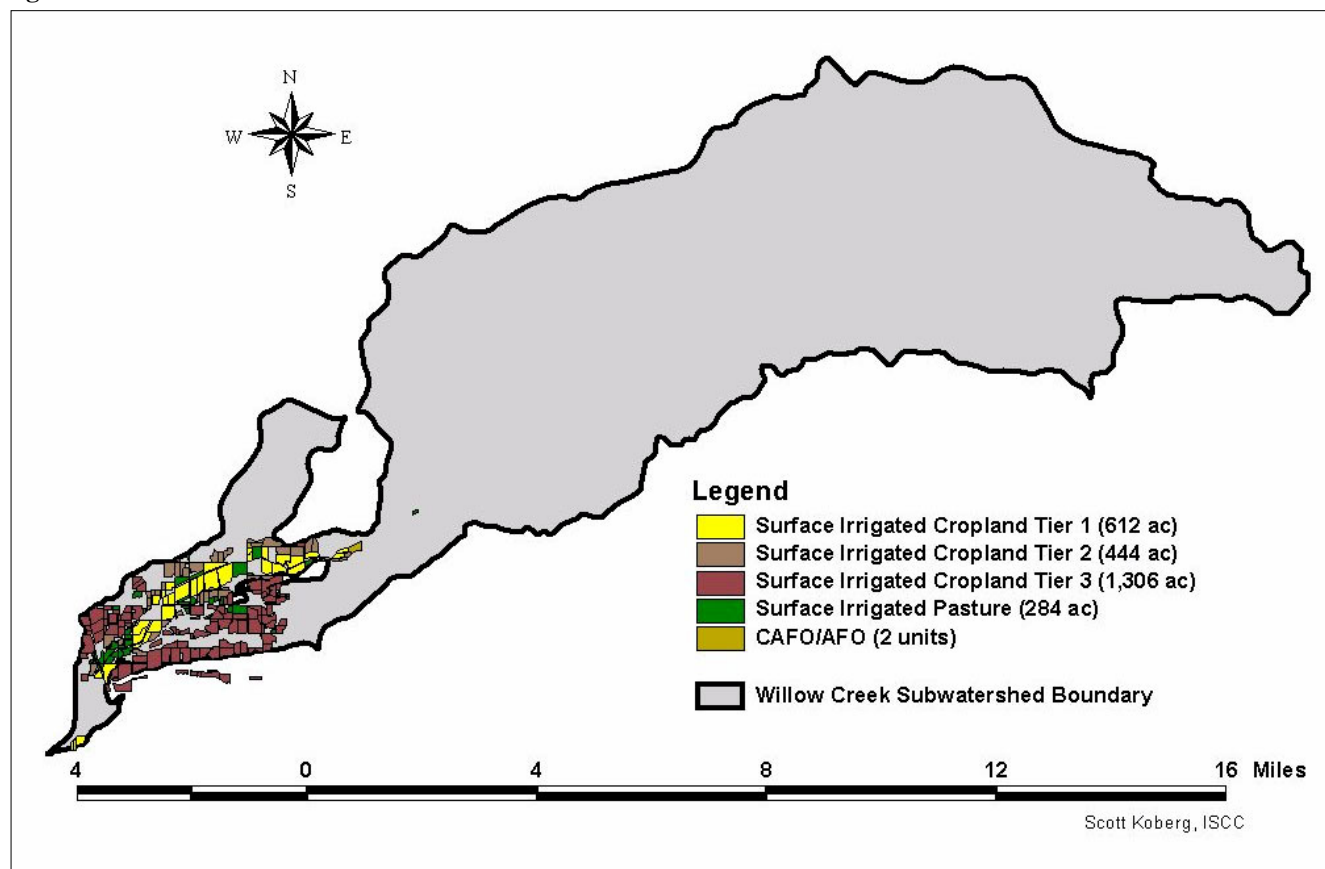 N
W E
S
Legend
Surface Irrigated Cropland Tier 1 (612 ac)
Surface Irrigated Cropland Tier 2 (444 ac)
Surface Irrigated Cropland Tier 3 (1,306 ac)
Surface Irrigated Pasture (284 ac)
CAFO/AFO (2 units)
Willow Creek Subwatershed Boundary
4 0 4 8 12 16 Miles
Scott Koberg, ISCC